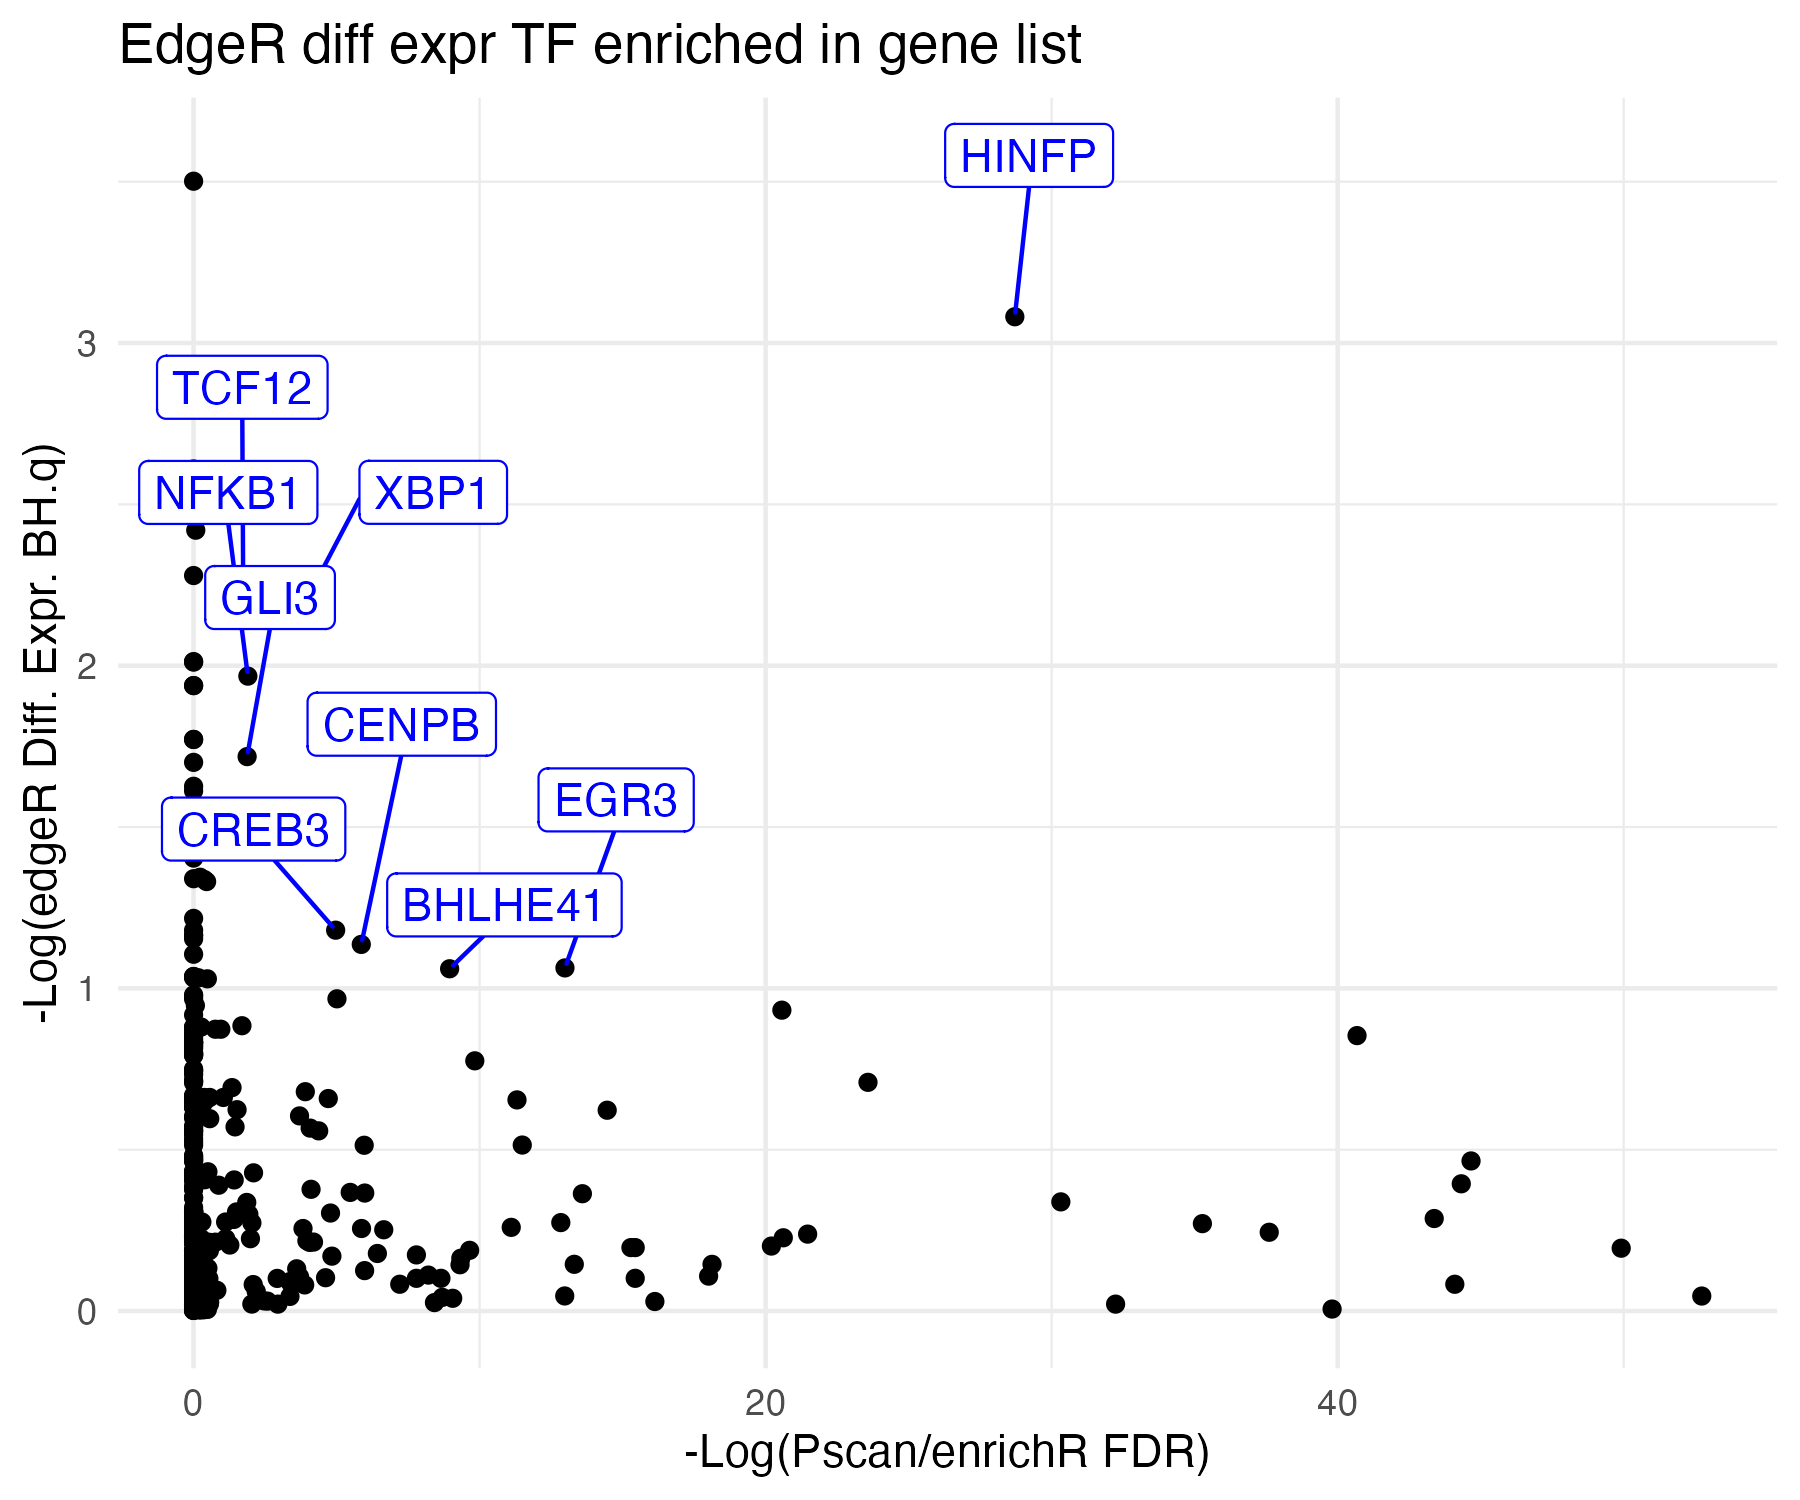 EdgeR diff expr TF enriched in gene list
HINFP
TCF12
NFKB1
XBP1
GLI3
CENPB
EGR3
CREB3
BHLHE41
-Log(edgeR Diff. Expr. BH.q)
3
2
1
0
0 20 40
-Log(Pscan/enrichR FDR)